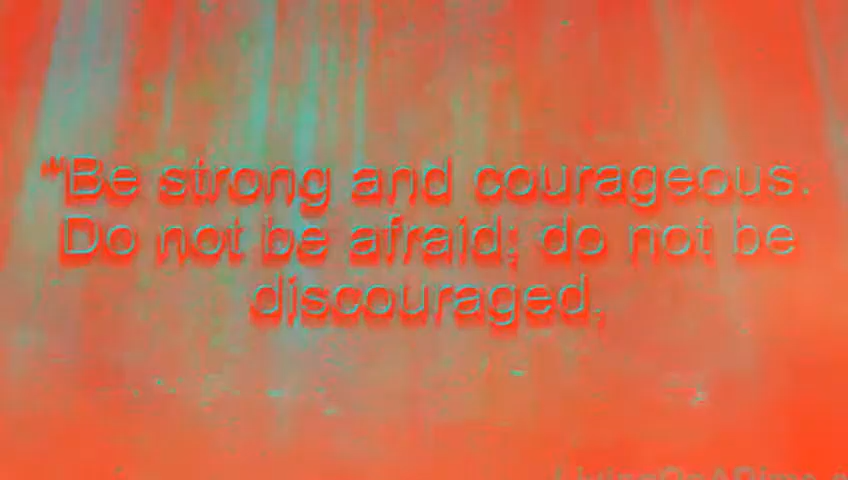 "Be strong and courageous.
Do not be afraid; do not be
discouraged,